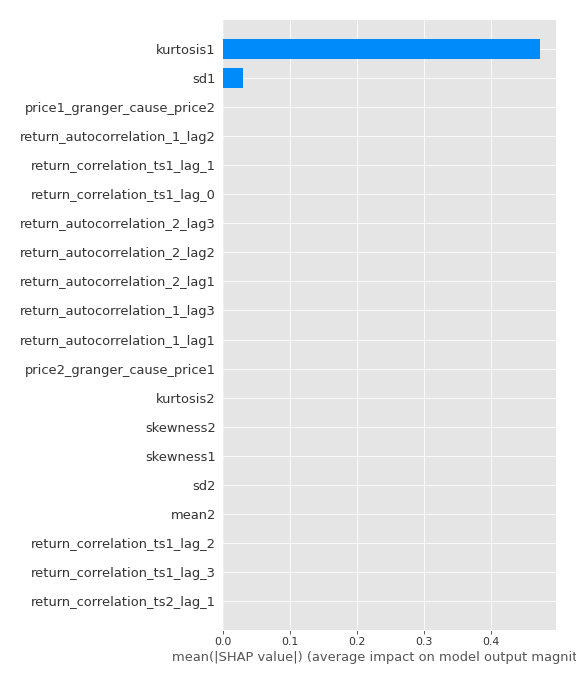 kurtosis1
sd1
price1_granger_cause_price2
return_autocorrelation_1_lag2
return_correlation_ts1_lag_1
return_correlation_ts1_lag_0
return_autocorrelation_2_lag3
return_autocorrelation_2_lag2
return_autocorrelation_2_lag1
return_autocorrelation_1_lag3
return_autocorrelation_1_lag1
price2_granger_cause_price1
kurtosis2
skewness2
skewness1
sd2
mean2
return_correlation_ts1_lag_2
return_correlation_ts1_lag_3
return_correlation_ts2_lag_1
0.0 0.1 0.2 0.3 0.4
mean(|SHAP value|) (average impact on model output magnit